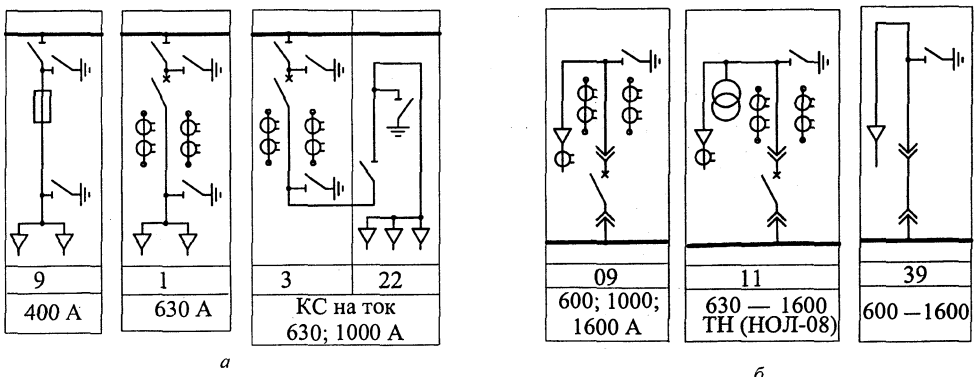 9
1
3
22
400 А
630 А
КС на ток
630; 1000 А
а
09
11
39
600; 1000;
1600 А
630 — 1600
ТН (НОЛ-08)
600 —1600
б